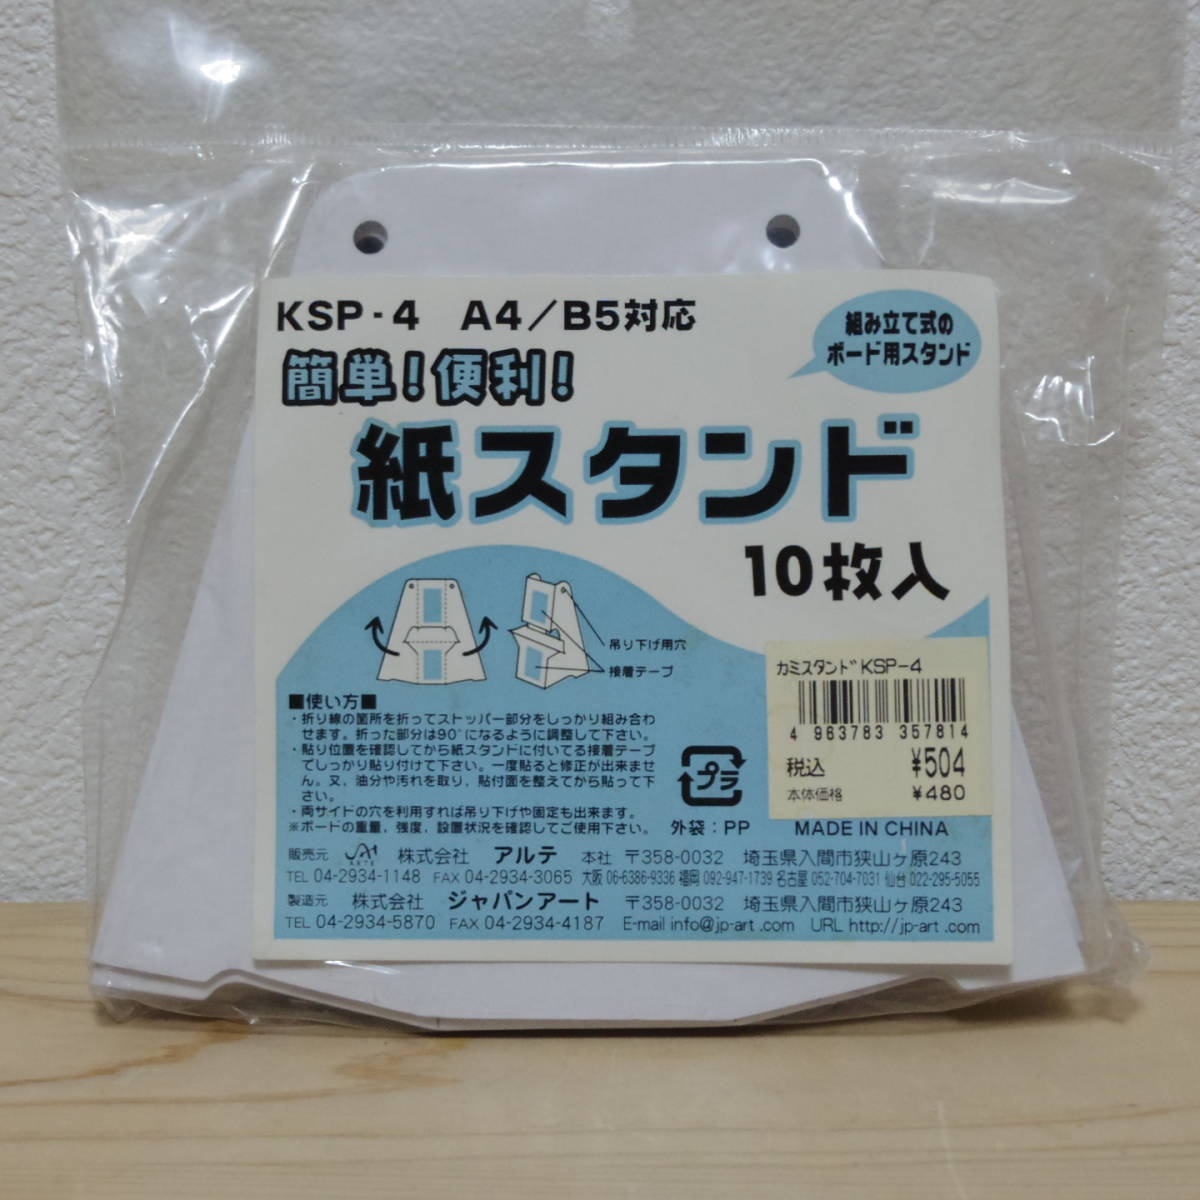 KSP-4 A4／B5対応
組み立て式の
ボード用スタンド
簡単！便利！
紙スタンド
10枚入
吊り下げ用穴
接着テープ
■使い方■
・折り線の箇所を折ってストッパー部分をしっかり組み合わ
せます。折った部分は90°になるように調整して下さい。
・貼り位置を確認してから紙スタンドに付いてる接着テープ
でしっかり貼り付けて下さい。一度貼ると修正が出来ませ
ん。又、油分や汚れを取り、貼付面を整えてから貼って下
さい。
・両サイドの穴を利用すれば吊り下げや固定も出来ます。
※ボードの重量、強度、設置状況を確認してご使用下さい。
カミスタンドKSP-4
4 963783 357814
税込 ¥504
本体価格 ¥480
プラ
外袋：PP MADE IN CHINA
販売元 ARTE 株式会社 アルテ 本社 〒358-0032 埼玉県入間市狭山ヶ原243
TEL 04-2934-1148 FAX 04-2934-3065 大阪 06-6386-9336 福岡 092-947-1739 名古屋 052-704-7031 仙台 022-295-5055
製造元 株式会社 ジャパンアート 〒358-0032 埼玉県入間市狭山ヶ原243
TEL 04-2934-5870 FAX 04-2934-4187 E-mail info@jp-art .com URL http://jp-art .com